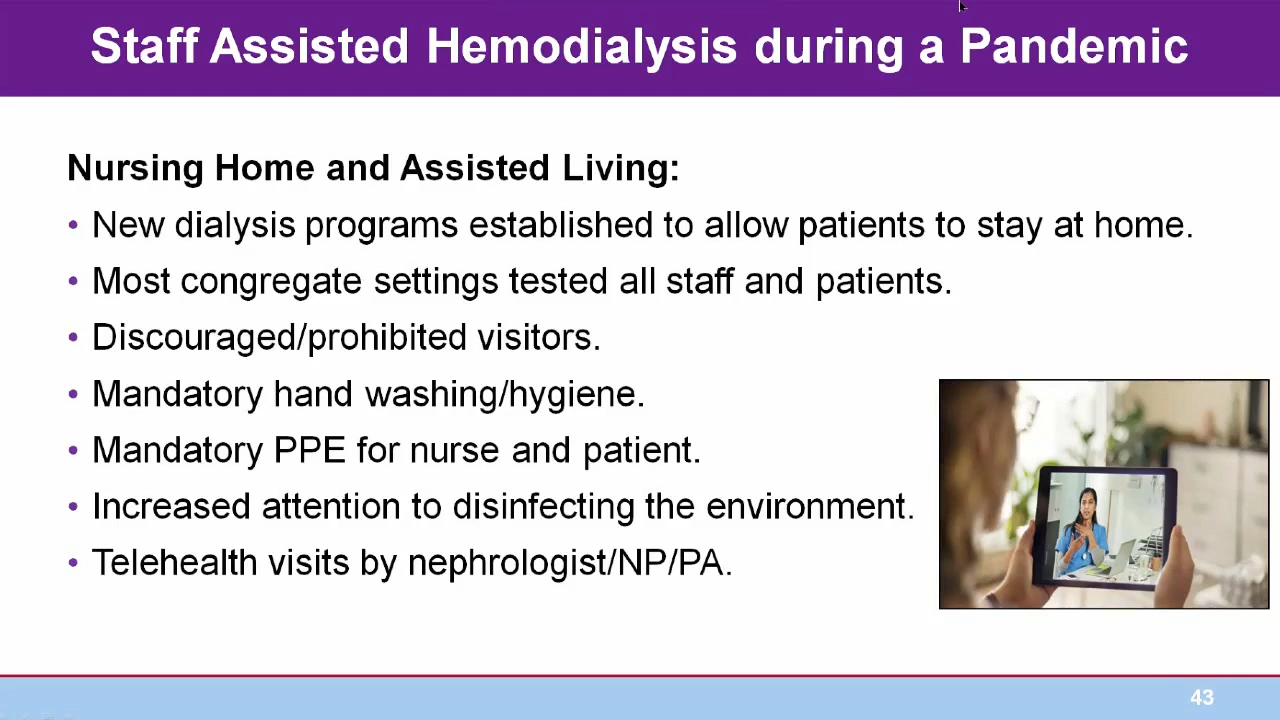 Staff Assisted Hemodialysis during a Pandemic
Nursing Home and Assisted Living:
• New dialysis programs established to allow patients to stay at home.
• Most congregate settings tested all staff and patients.
• Discouraged/prohibited visitors.
• Mandatory hand washing/hygiene.
• Mandatory PPE for nurse and patient.
• Increased attention to disinfecting the environment.
• Telehealth visits by nephrologist/NP/PA.
43